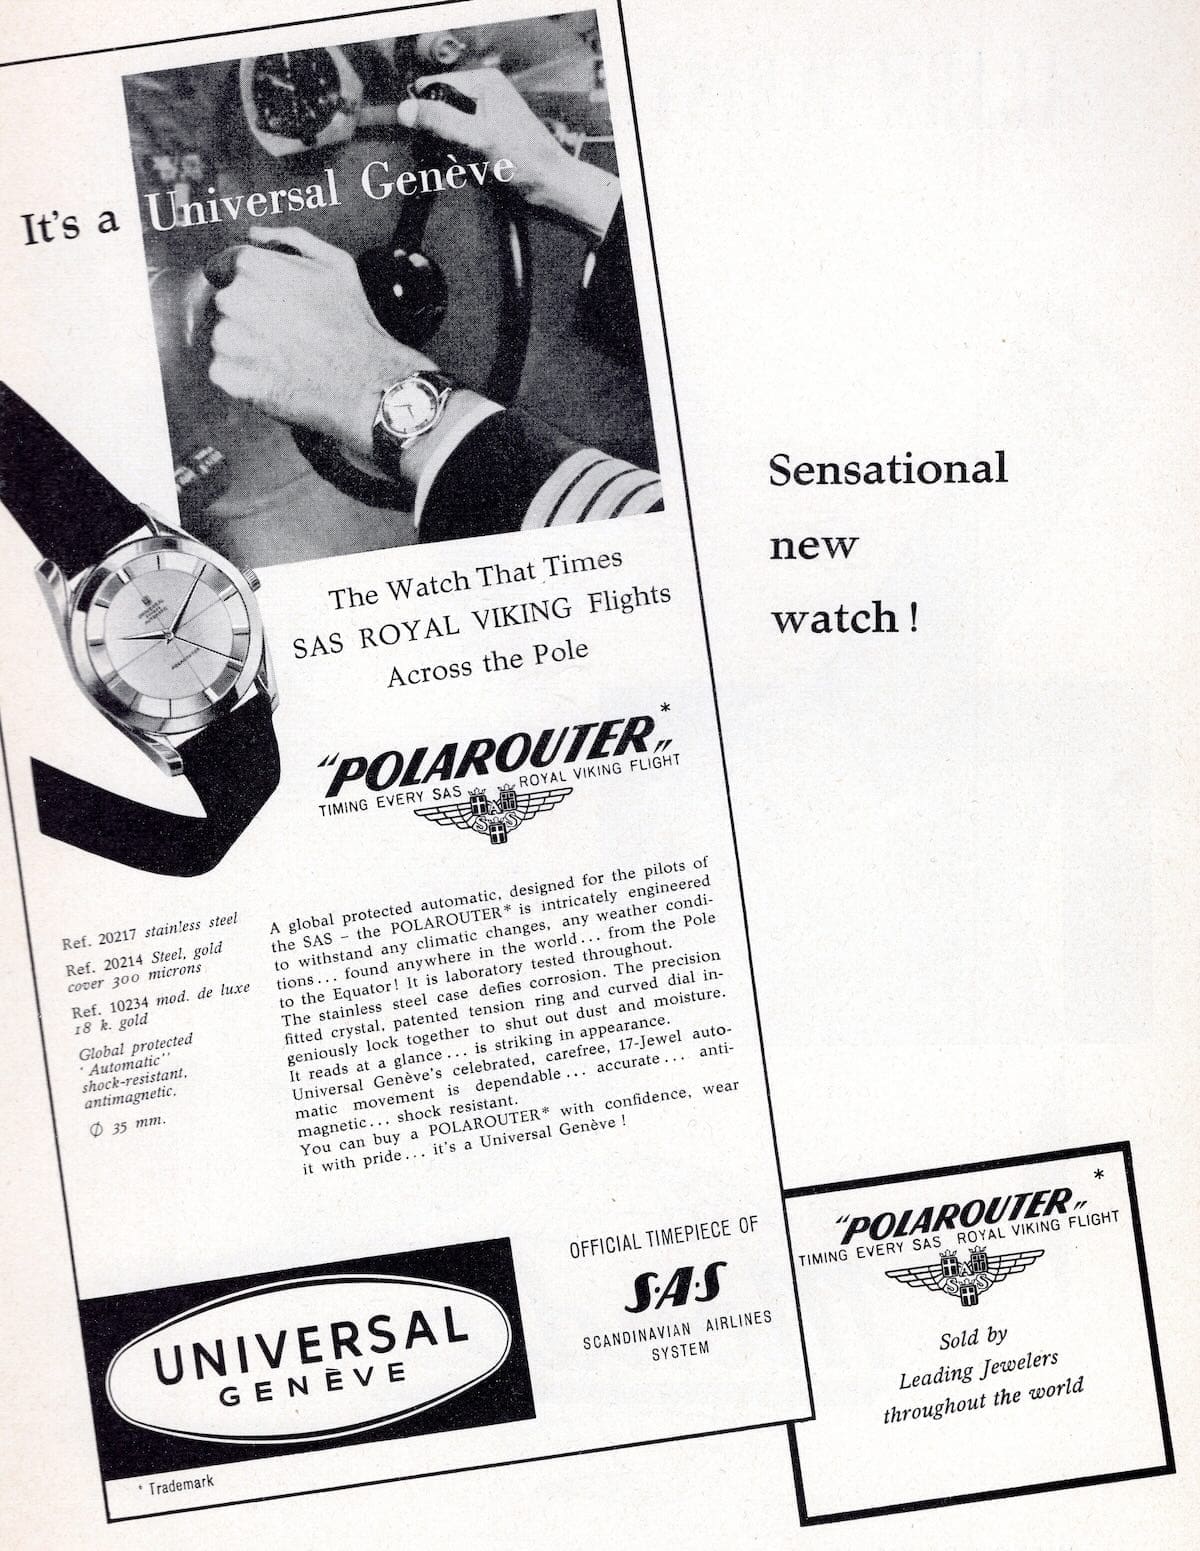 It's a Universal Genève
Sensational
new
watch!
The Watch That Times
SAS ROYAL VIKING Flights
Across the Pole
"POLAROUTER"*
TIMING EVERY SAS ROYAL VIKING FLIGHT
S A S
Ref. 20217 stainless steel
Ref. 20214 Steel, gold
cover 300 microns
Ref. 10234 mod. de luxe
18 k. gold
Global protected
"Automatic"
shock-resistant,
antimagnetic.
∅ 35 mm.
A global protected automatic, designed for the pilots of
the SAS – the POLAROUTER* is intricately engineered
to withstand any climatic changes, any weather condi-
tions... found anywhere in the world... from the Pole
to the Equator! It is laboratory tested throughout.
The stainless steel case defies corrosion. The precision
fitted crystal, patented tension ring and curved dial in-
geniously lock together to shut out dust and moisture.
It reads at a glance... is striking in appearance.
Universal Genève's celebrated, carefree, 17-Jewel auto-
matic movement is dependable... accurate... anti-
magnetic... shock resistant.
You can buy a POLAROUTER* with confidence, wear
it with pride... it's a Universal Genève!
UNIVERSAL
GENÈVE
OFFICIAL TIMEPIECE OF
S·A·S
SCANDINAVIAN AIRLINES
SYSTEM
* Trademark
"POLAROUTER"*
TIMING EVERY SAS ROYAL VIKING FLIGHT
S A S
Sold by
Leading Jewelers
throughout the world